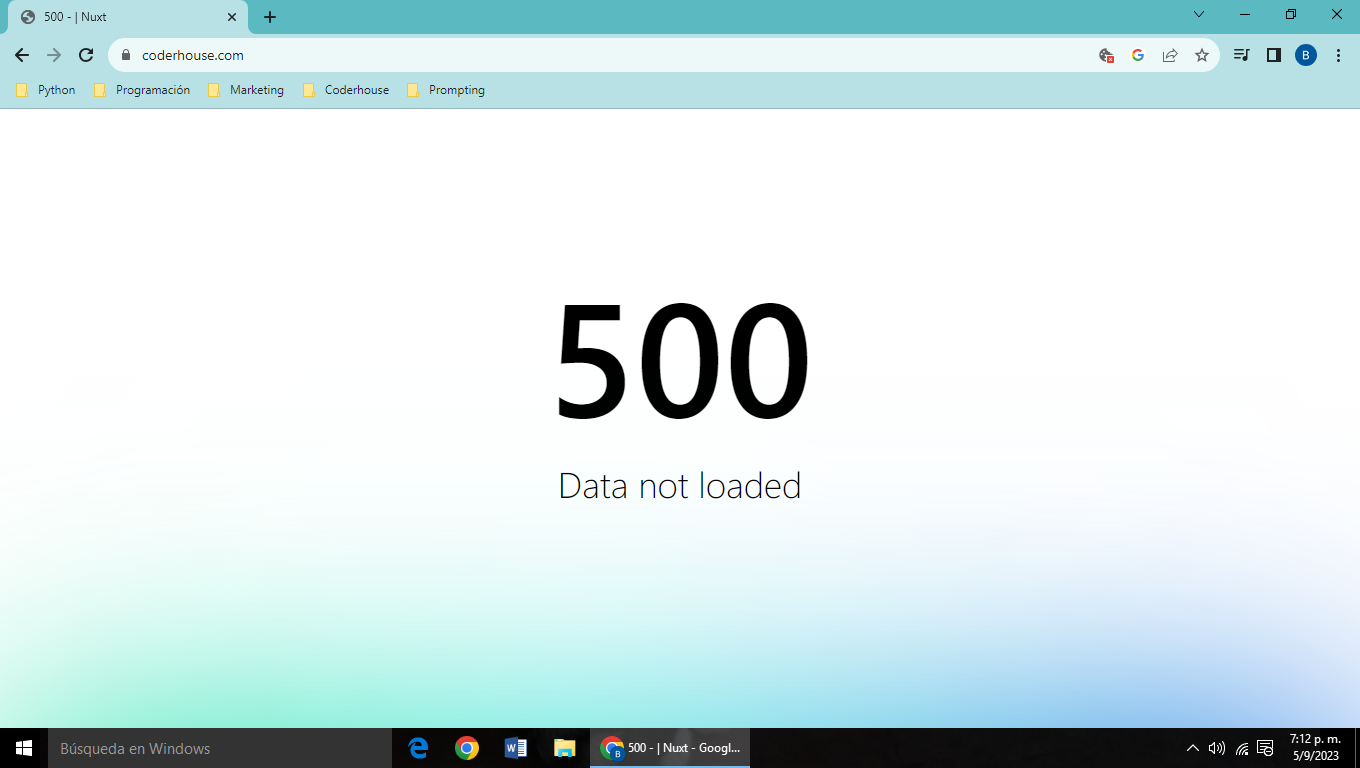 500 - | Nuxt
coderhouse.com
B
Python
Programación
Marketing
Coderhouse
Prompting
500
Data not loaded
Búsqueda en Windows
500 - | Nuxt - Googl...
7:12 p. m.
5/9/2023